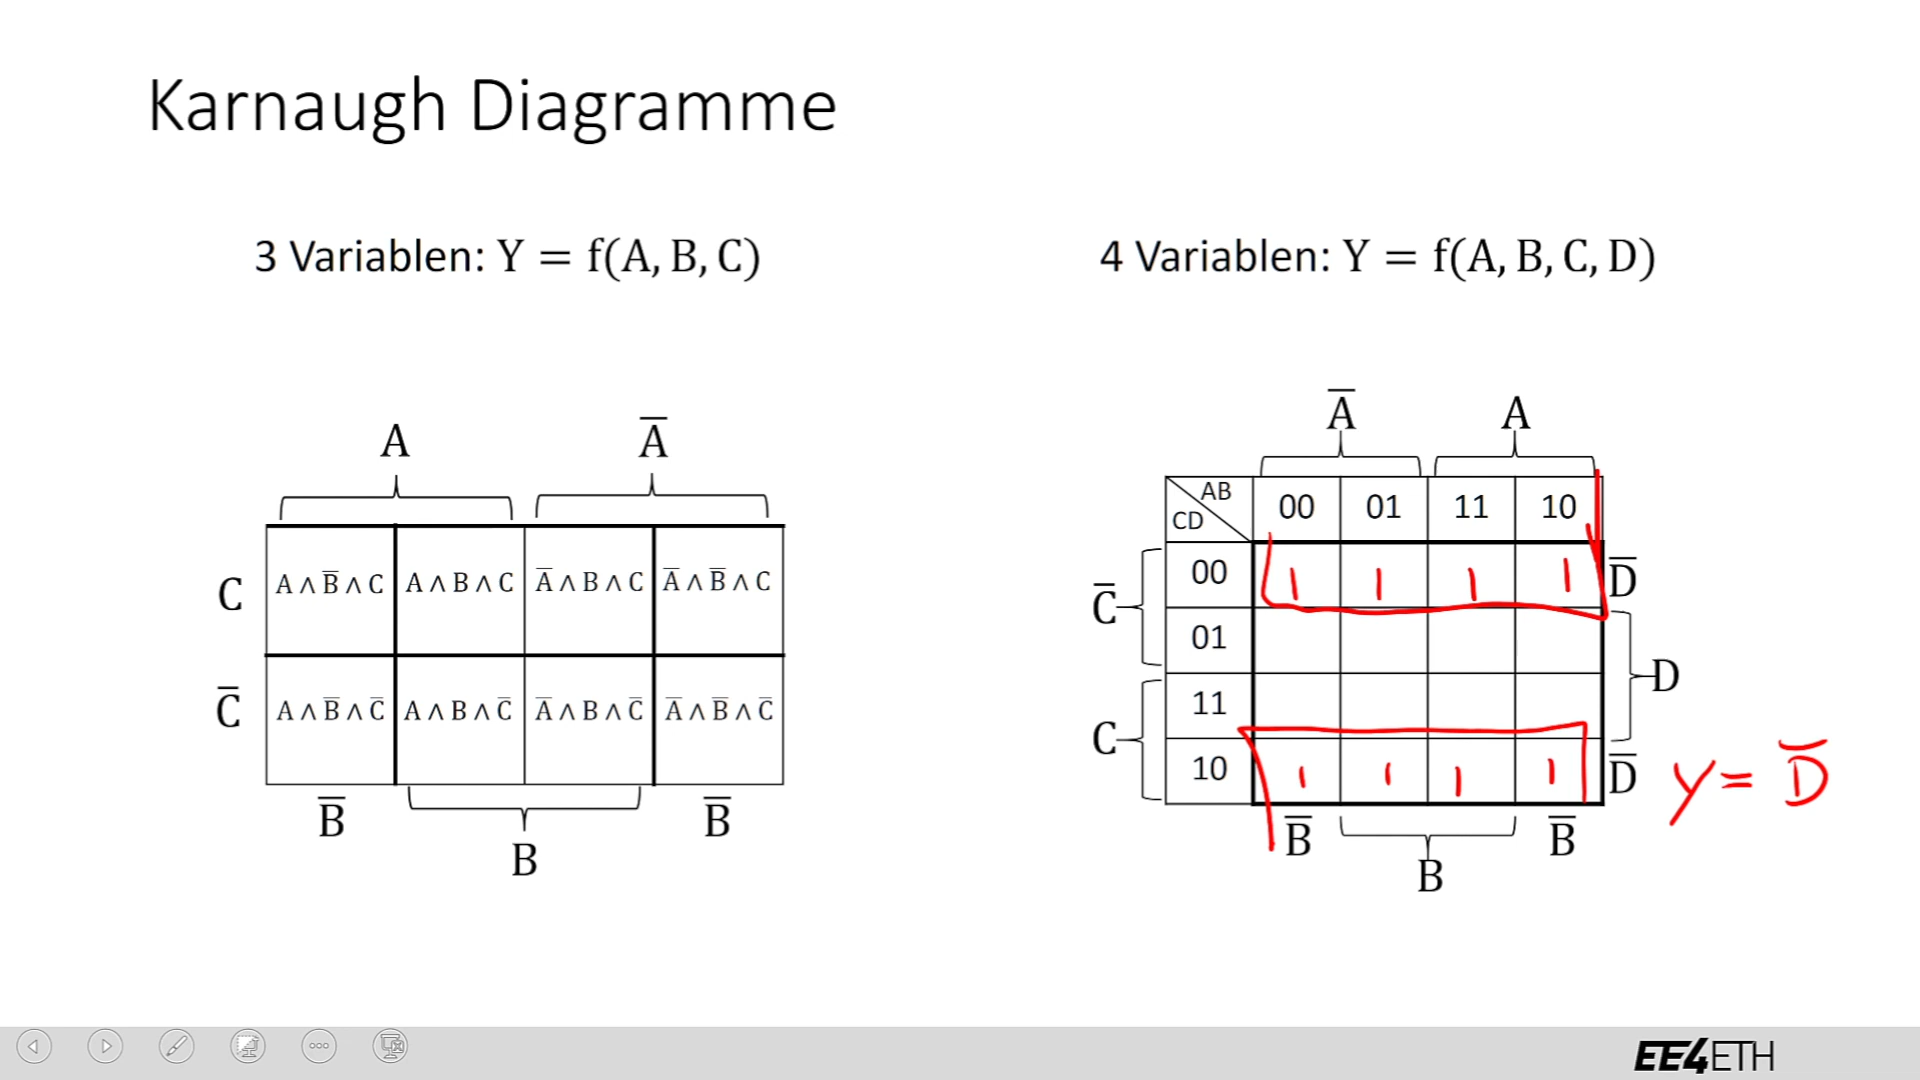 Karnaugh Diagramme
3 Variablen: Y = f(A, B, C)
4 Variablen: Y = f(A, B, C, D)
A A̅
C A ∧ B̅ ∧ C A ∧ B ∧ C A̅ ∧ B ∧ C A̅ ∧ B̅ ∧ C
C̅ A ∧ B̅ ∧ C̅ A ∧ B ∧ C̅ A̅ ∧ B ∧ C̅ A̅ ∧ B̅ ∧ C̅
B̅ B̅
B
A̅ A
AB
CD
00 01 11 10
00 1 1 1 1 D̅
C̅
01
D
11
C
10 1 1 1 1 D̅
B̅ B̅
B
y = D̅
EE4ETH